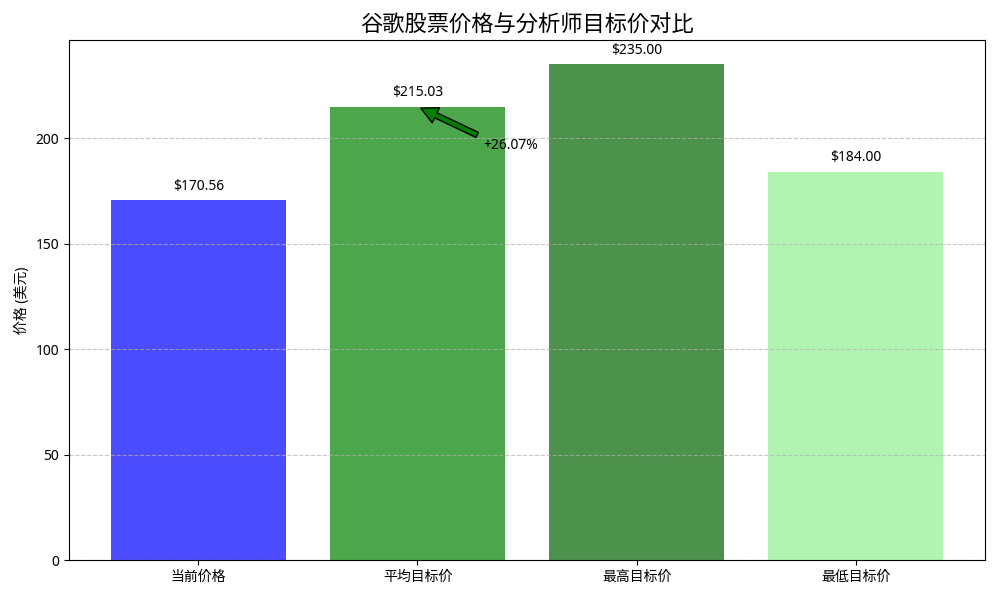 谷歌股票价格与分析师目标价对比
$235.00
$215.03
+26.07%
$184.00
$170.56
价格 (美元)
200
150
100
50
0
当前价格
平均目标价
最高目标价
最低目标价